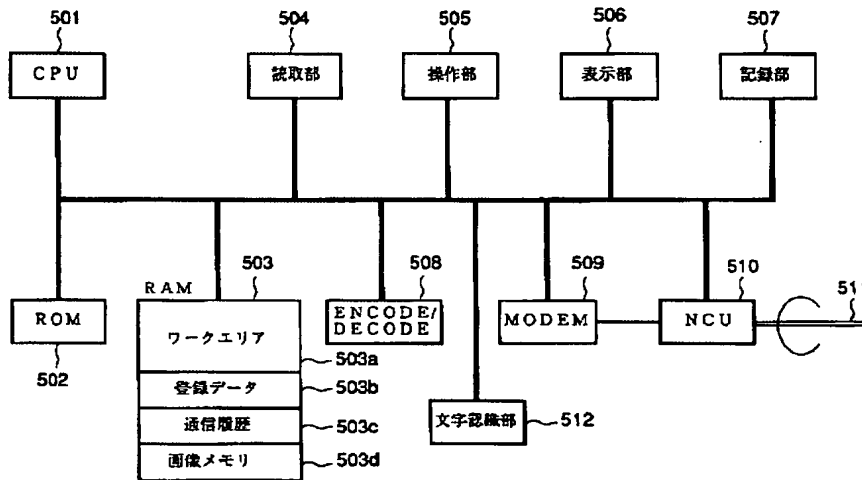 501
504
505
506
507
CPU
読取部
操作部
表示部
記録部
RAM
503
508
509
510
ROM
ワークエリア
ENCODE/
DECODE
MODEM
NCU
502
503a
登録データ
503b
通信履歴
503c
画像メモリ
503d
文字認識部
512